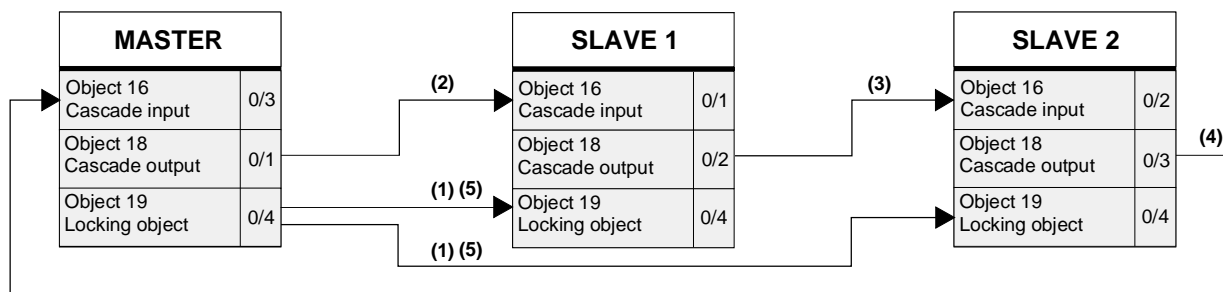 MASTER
Object 16
Cascade input
0/3
Object 18
Cascade output
0/1
Object 19
Locking object
0/4
(2)
(1) (5)
(1) (5)
SLAVE 1
Object 16
Cascade input
0/1
Object 18
Cascade output
0/2
Object 19
Locking object
0/4
(3)
SLAVE 2
Object 16
Cascade input
0/2
Object 18
Cascade output
0/3
Object 19
Locking object
0/4
(4)